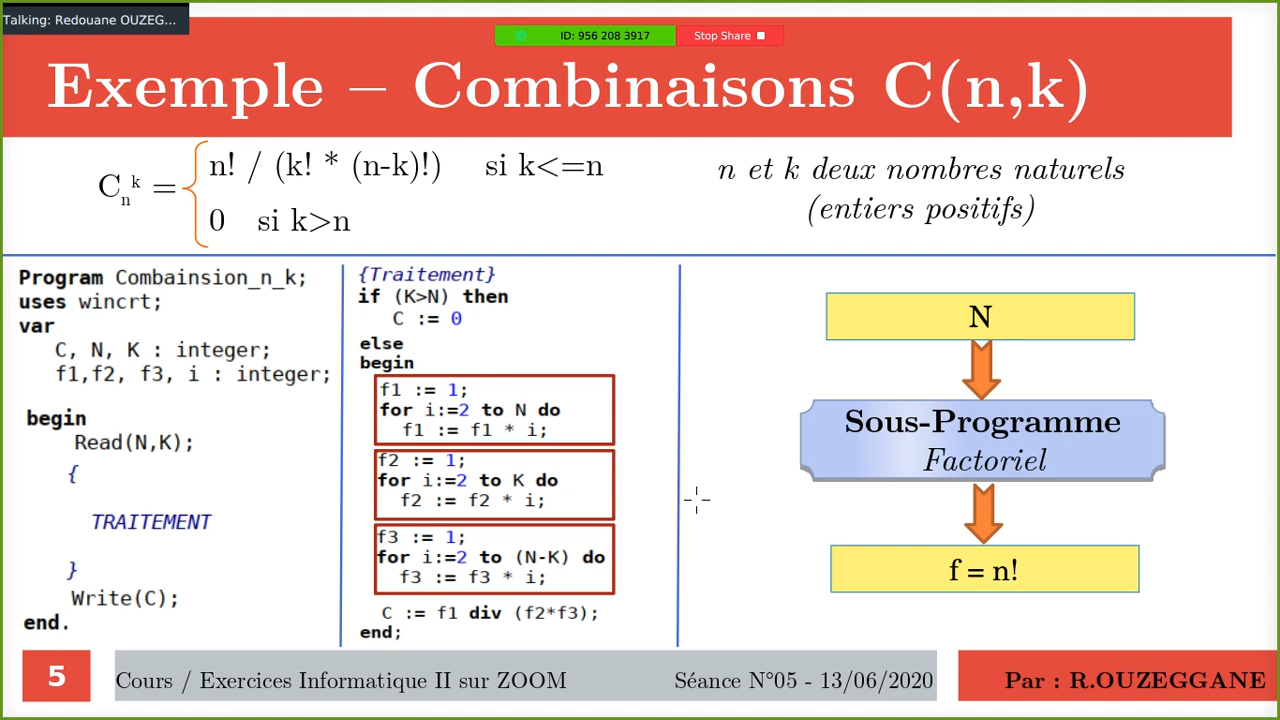 Talking: Redouane OUZEG...
ID: 956 208 3917
Stop Share
Exemple – Combinaisons C(n,k)
C_n^k =
n! / (k! * (n-k)!) si k<=n
0 si k>n
n et k deux nombres naturels
(entiers positifs)
Program Combainsion_n_k;
uses wincrt;
var
C, N, K : integer;
f1,f2, f3, i : integer;
begin
Read(N,K);
{
TRAITEMENT
}
Write(C);
end.
{Traitement}
if (K>N) then
C := 0
else
begin
f1 := 1;
for i:=2 to N do
f1 := f1 * i;
f2 := 1;
for i:=2 to K do
f2 := f2 * i;
f3 := 1;
for i:=2 to (N-K) do
f3 := f3 * i;
C := f1 div (f2*f3);
end;
N
Sous-Programme
Factoriel
f = n!
5
Cours / Exercices Informatique II sur ZOOM
Séance N°05 - 13/06/2020
Par : R.OUZEGGANE